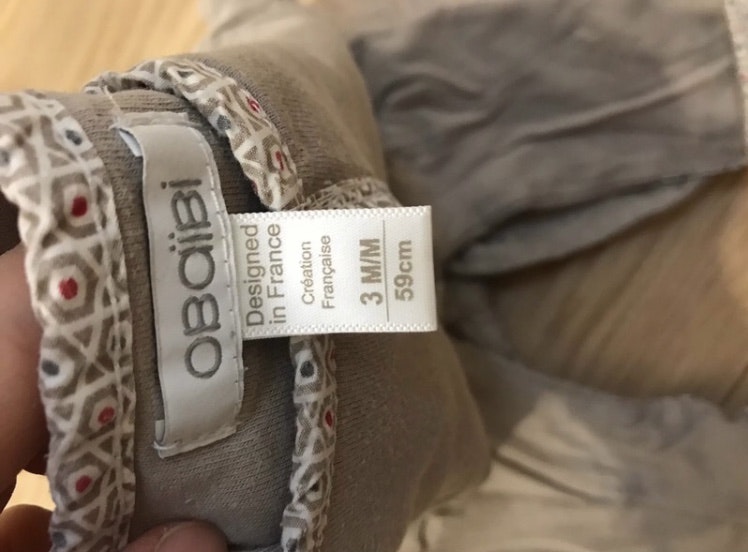 OBAÏBI
Designed
in France
Création
Française
3 M/M
59cm